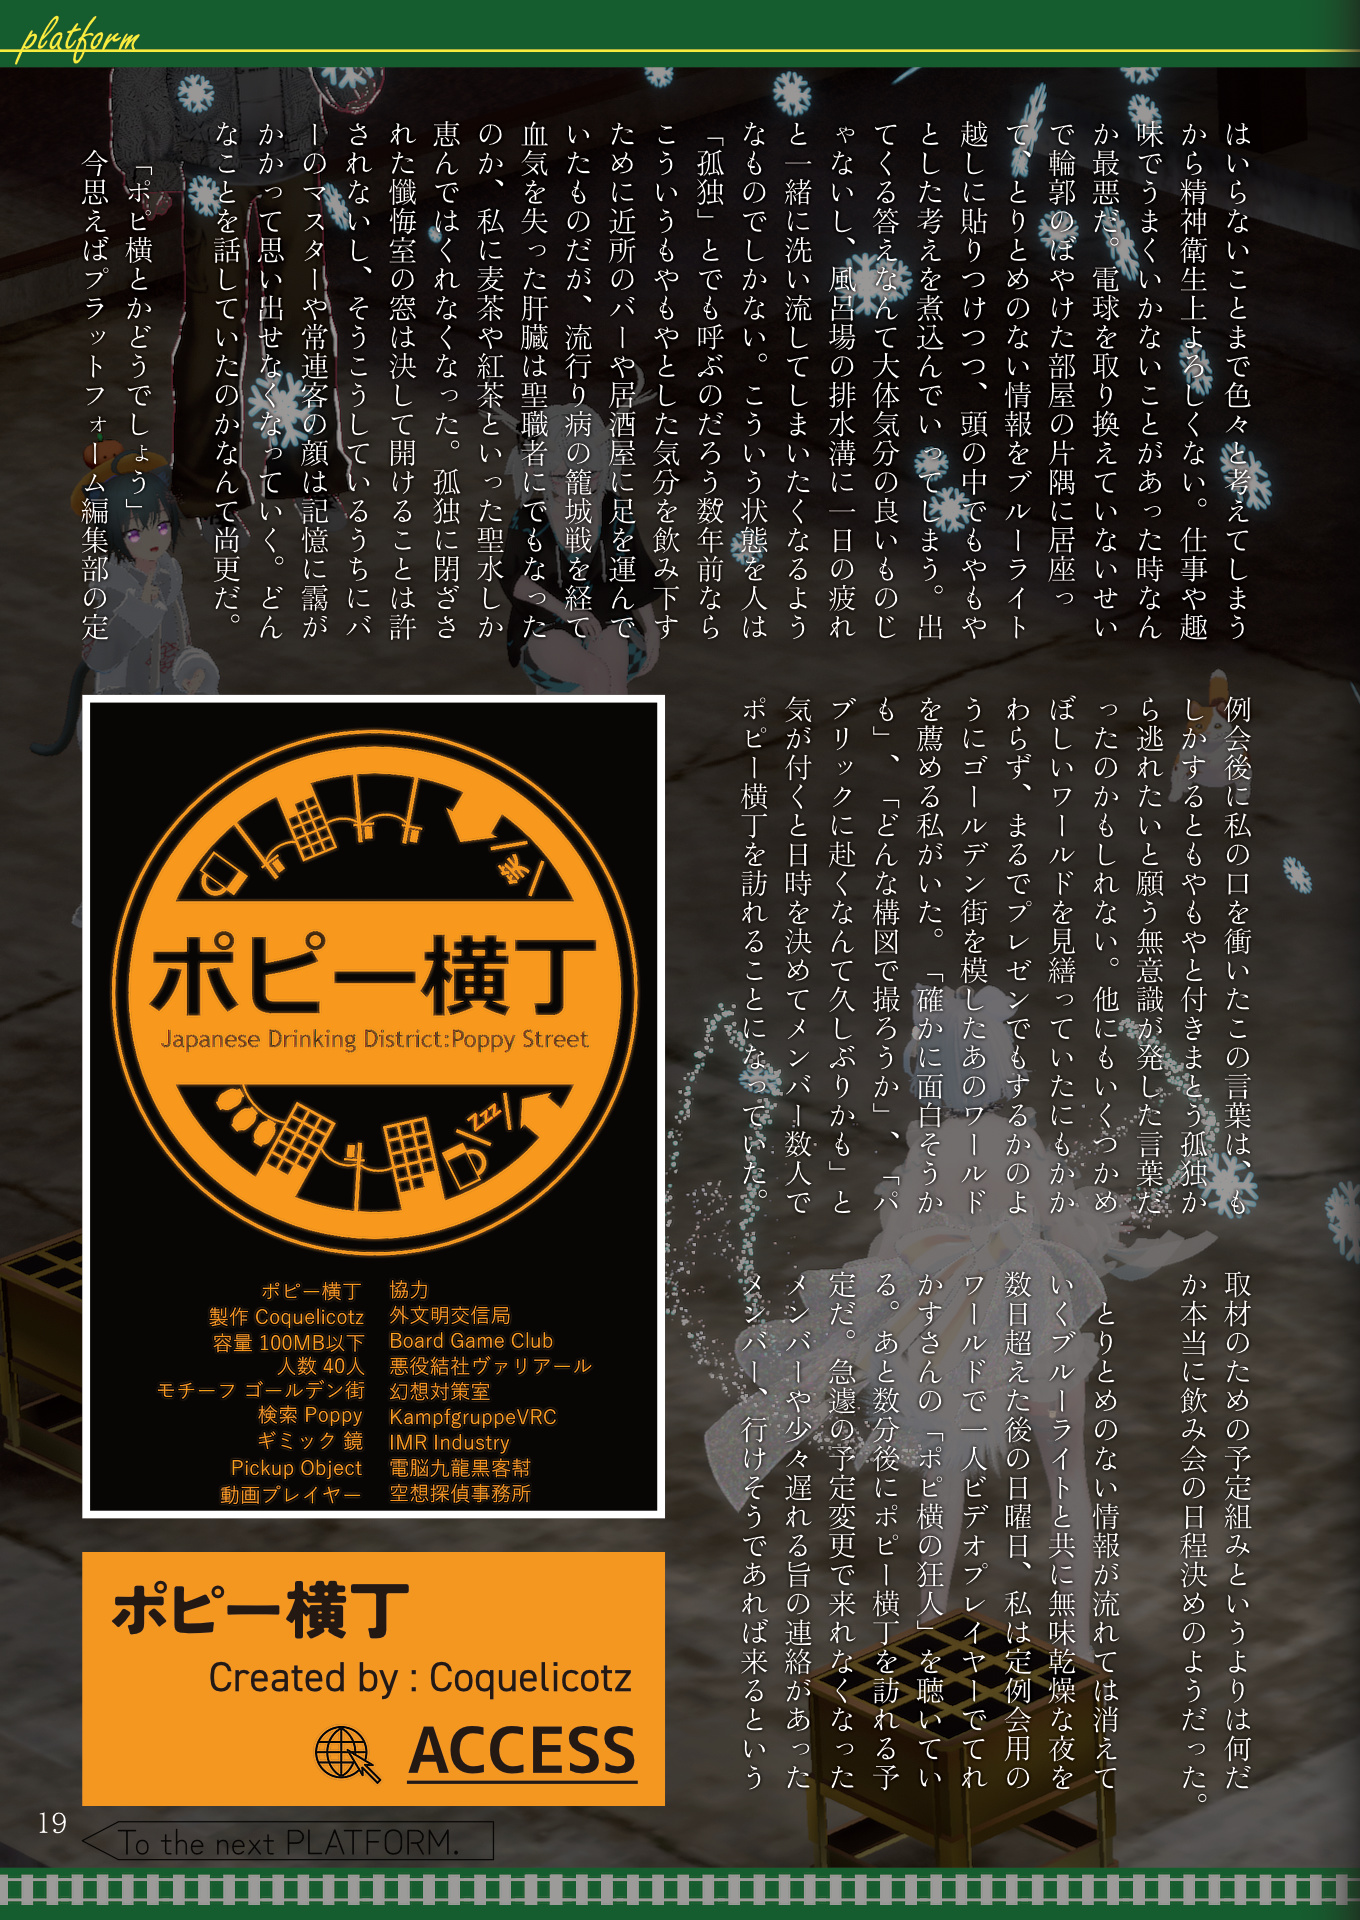 platform
はいらないことまで色々と考えてしまう
から精神衛生上よろしくない。仕事や趣
味でうまくいかないことがあった時なん
か最悪だ。電球を取り換えていないせい
で輪郭のぼやけた部屋の片隅に居座っ
て、とりとめのない情報をブルーライト
越しに貼りつけつつ、頭の中でもやもや
とした考えを煮込んでいってしまう。出
てくる答えなんて大体気分の良いものじ
ゃないし、風呂場の排水溝に一日の疲れ
と一緒に洗い流してしまいたくなるよう
なものでしかない。こういう状態を人は
「孤独」とでも呼ぶのだろう数年前なら
こういうもやもやとした気分を飲み下す
ために近所のバーや居酒屋に足を運んで
いたものだが、流行り病の籠城戦を経て
血気を失った肝臓は聖職者にでもなった
のか、私に麦茶や紅茶といった聖水しか
恵んではくれなくなった。孤独に閉ざさ
れた懺悔室の窓は決して開けることは許
されないし、そうこうしているうちにバ
ーのマスターや常連客の顔は記憶に靄が
かかって思い出せなくなっていく。どん
なことを話していたのかなんて尚更だ。
「ポピ横とかどうでしょう」
今思えばプラットフォーム編集部の定
例会後に私の口を衝いたこの言葉は、も
しかするともやもやと付きまとう孤独か
ら逃れたいと願う無意識が発した言葉だ
ったのかもしれない。他にもいくつかめ
ぼしいワールドを見繕っていたにもかか
わらず、まるでプレゼンでもするかのよ
うにゴールデン街を模したあのワールド
を薦める私がいた。「確かに面白そうか
も」、「どんな構図で撮ろうか」、「パ
ブリックに赴くなんて久しぶりかも」と
気が付くと日時を決めてメンバー数人で
ポピー横丁を訪れることになっていた。
取材のための予定組みというよりは何だ
か本当に飲み会の日程決めのようだった。
とりとめのない情報が流れては消えて
いくブルーライトと共に無味乾燥な夜を
数日超えた後の日曜日、私は定例会用の
ワールドで一人ビデオプレイヤーでてれ
かすさんの「ポピ横の狂人」を聴いてい
る。あと数分後にポピー横丁を訪れる予
定だ。急遽の予定変更で来れなくなった
メンバーや少々遅れる旨の連絡があった
メンバー、行けそうであれば来るという
笑
ポピー横丁
Japanese Drinking District:Poppy Street
Zzz
ポピー横丁
製作 Coquelicotz
容量 100MB以下
人数 40人
モチーフ ゴールデン街
検索 Poppy
ギミック 鏡
Pickup Object
動画プレイヤー
協力
外文明交信局
Board Game Club
悪役結社ヴァリアール
幻想対策室
KampfgruppeVRC
IMR Industry
電脳九龍黒客幇
空想探偵事務所
ポピー横丁
Created by : Coquelicotz
ACCESS
19
To the next PLATFORM.